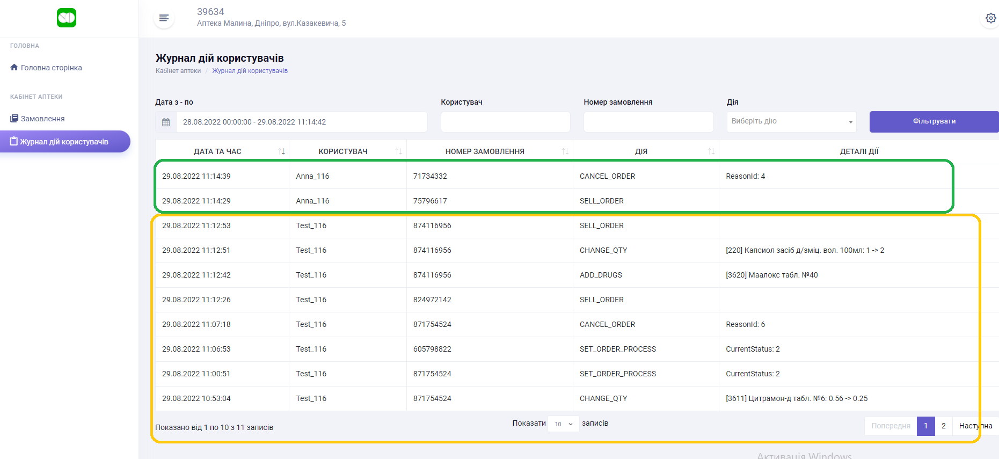 39634
Аптека Малина, Дніпро, вул.Казакевича, 5
ГОЛОВНА
Головна сторінка
КАБІНЕТ АПТЕКИ
Замовлення
Журнал дій користувачів
Журнал дій користувачів
Кабінет аптеки / Журнал дій користувачів
Дата з - по Користувач Номер замовлення Дія
28.08.2022 00:00:00 - 29.08.2022 11:14:42 Виберіть дію Фільтрувати
ДАТА ТА ЧАС КОРИСТУВАЧ НОМЕР ЗАМОВЛЕННЯ ДІЯ ДЕТАЛІ ДІЇ
29.08.2022 11:14:39 Anna_116 71734332 CANCEL_ORDER ReasonId: 4
29.08.2022 11:14:29 Anna_116 75796617 SELL_ORDER
29.08.2022 11:12:53 Test_116 874116956 SELL_ORDER
29.08.2022 11:12:51 Test_116 874116956 CHANGE_QTY [220] Капсиол засіб д/зміц. вол. 100мл: 1 -> 2
29.08.2022 11:12:42 Test_116 874116956 ADD_DRUGS [3620] Маалокс табл. №40
29.08.2022 11:12:26 Test_116 824972142 SELL_ORDER
29.08.2022 11:07:18 Test_116 871754524 CANCEL_ORDER ReasonId: 6
29.08.2022 11:06:53 Test_116 605798822 SET_ORDER_PROCESS CurrentStatus: 2
29.08.2022 11:00:51 Test_116 871754524 SET_ORDER_PROCESS CurrentStatus: 2
29.08.2022 10:53:04 Test_116 871754524 CHANGE_QTY [3611] Цитрамон-д табл. №6: 0.56 -> 0.25
Показано від 1 по 10 з 11 записів Показати 10 записів Попередня 1 2 Наступна
Активація Windows